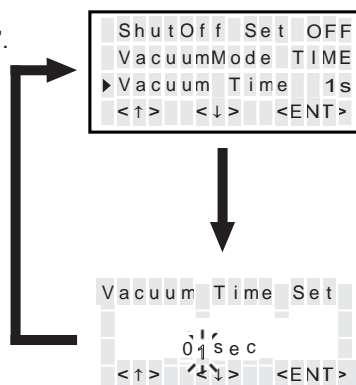 ShutOff Set OFF
VacuumMode TIME
▶Vacuum Time 1s
<↑> <↓> <ENT>
Vacuum Time Set
01sec
<↑> <↓> <ENT>